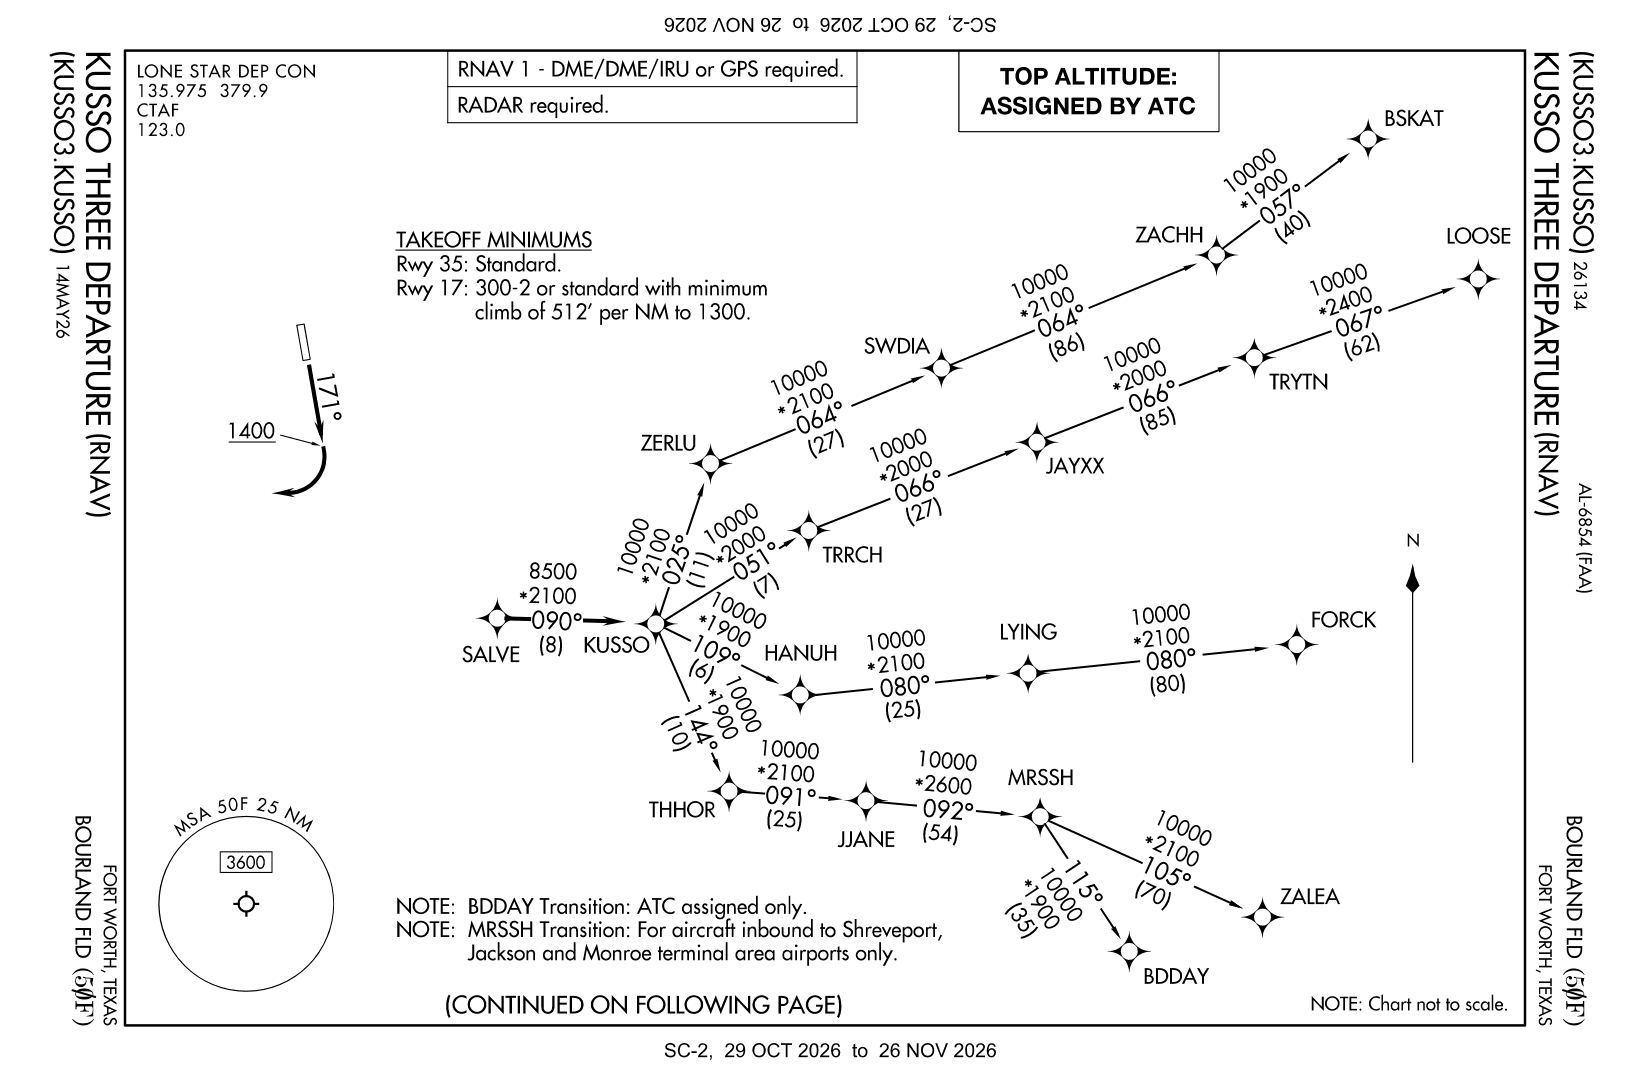 SC-2, 29 OCT 2026 to 26 NOV 2026
(KUSSO3.KUSSO) 14MAY26
KUSSO THREE DEPARTURE (RNAV)
BOURLAND FLD (5ØF)
FORT WORTH, TEXAS
LONE STAR DEP CON
135.975 379.9
CTAF
123.0
RNAV 1 - DME/DME/IRU or GPS required.
RADAR required.
TOP ALTITUDE:
ASSIGNED BY ATC
TAKEOFF MINIMUMS
Rwy 35: Standard.
Rwy 17: 300-2 or standard with minimum
climb of 512' per NM to 1300.
171°
1400
BSKAT
10000
*1900
057°
(40)
ZACHH
LOOSE
10000
*2400
067°
(62)
10000
*2100
064°
(86)
SWDIA
10000
*2000
066°
(85)
TRYTN
10000
*2100
064°
(27)
ZERLU
10000
*2000
066°
(27)
JAYXX
10000
*2100
025°
(11)
10000
*2000
051°
(7)
TRRCH
8500
*2100
090°
(8)
SALVE
KUSSO
10000
*1900
109°
(6)
HANUH
10000
*2100
080°
(25)
LYING
10000
*2100
080°
(80)
FORCK
N
10000
*1900
144°
(10)
THHOR
10000
*2100
091°
(25)
JJANE
10000
*2600
092°
(54)
MRSSH
10000
*2100
105°
(70)
ZALEA
115°
10000
*1900
(35)
BDDAY
MSA 50F 25 NM
3600
NOTE: BDDAY Transition: ATC assigned only.
NOTE: MRSSH Transition: For aircraft inbound to Shreveport,
Jackson and Monroe terminal area airports only.
(CONTINUED ON FOLLOWING PAGE)
NOTE: Chart not to scale.
(KUSSO3.KUSSO) 26134
KUSSO THREE DEPARTURE (RNAV)
AL-6854 (FAA)
BOURLAND FLD (5ØF)
FORT WORTH, TEXAS
SC-2, 29 OCT 2026 to 26 NOV 2026